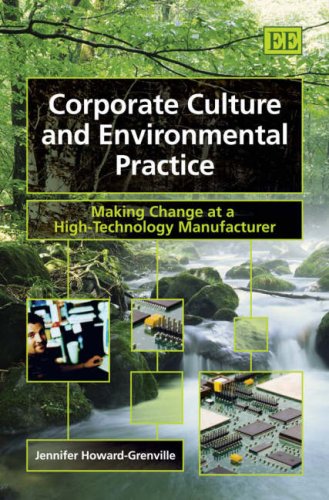 EE
Corporate Culture
and Environmental
Practice
Making Change at a
High-Technology Manufacturer
Jennifer Howard-Grenville